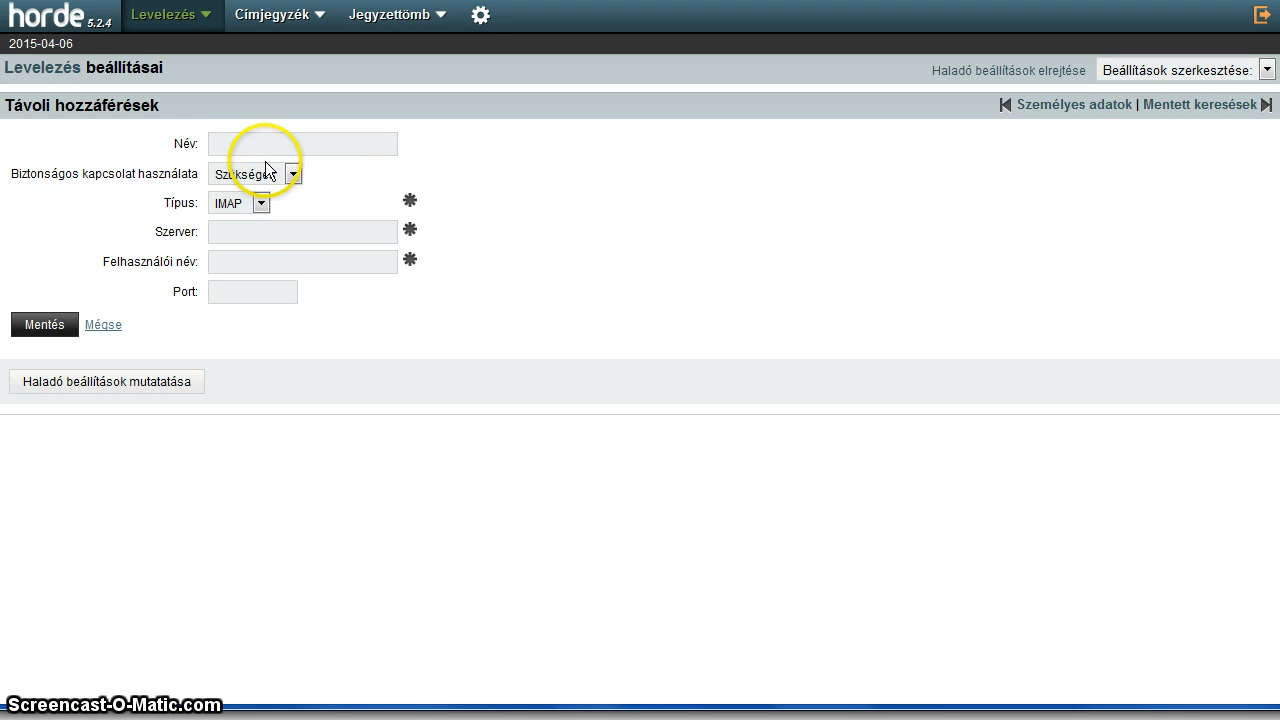 horde 5.2.4 Levelezés Címjegyzék Jegyzettömb
2015-04-06
Levelezés beállításai Haladó beállítások elrejtése Beállítások szerkesztése:
Távoli hozzáférések Személyes adatok | Mentett keresések
Név:
Biztonságos kapcsolat használata
Típus: IMAP
Szerver:
Felhasználói név:
Port:
Mentés Mégse
Haladó beállítások mutatatása
Screencast-O-Matic.com